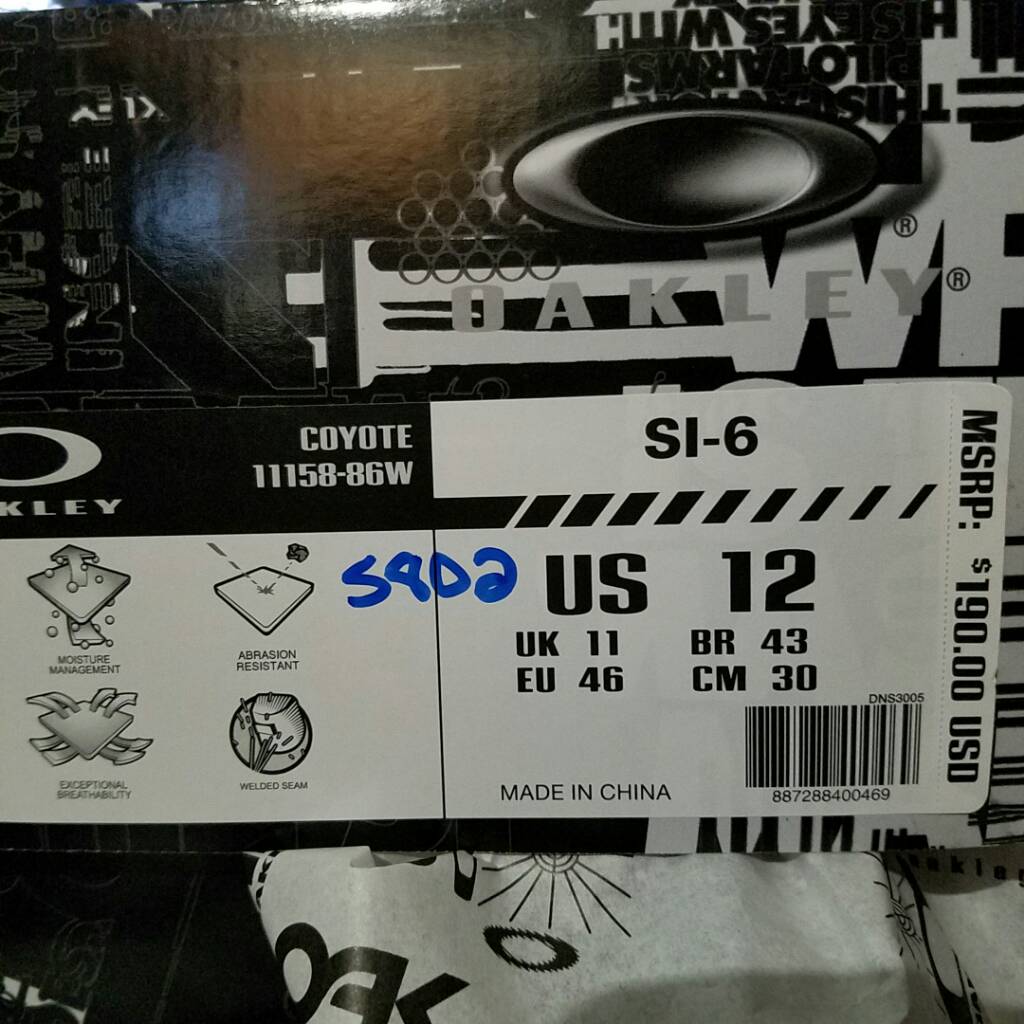 HIS EYES WITH
PILOT ARMS
THIS
OAKLEY®
COYOTE
11158-86W
SI-6
MSRP: $190.00 USD
KLEY
MOISTURE
MANAGEMENT
ABRASION
RESISTANT
EXCEPTIONAL
BREATHABILITY
WELDED SEAM
US 12
UK 11 BR 43
EU 46 CM 30
DNS3005
887288400469
MADE IN CHINA